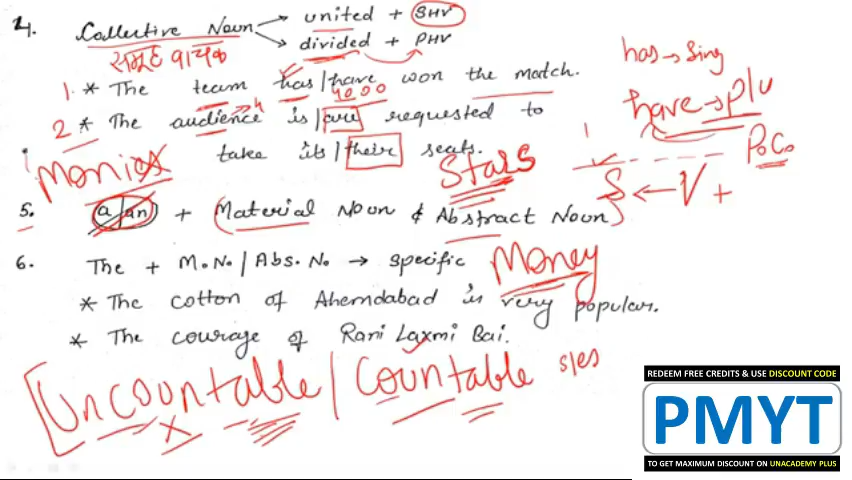 4. Collective Noun → united + SHV
→ divided + PHV
समूह वाचक
has → Sing
1. * The team has/have won the match.
have → plu
2 * The audience is/are requested to
take its/their seats.
1
PoCo
Monies
Stars
S ← V +
5. a/an + (Material Noun & Abstract Noun)
6. The + M.N./Abs.N. → specific
Money
* The cotton of Ahemdabad is very popular.
* The courage of Rani Laxmi Bai.
Uncountable / Countable s/es
REDEEM FREE CREDITS & USE DISCOUNT CODE
PMYT
TO GET MAXIMUM DISCOUNT ON UNACADEMY PLUS